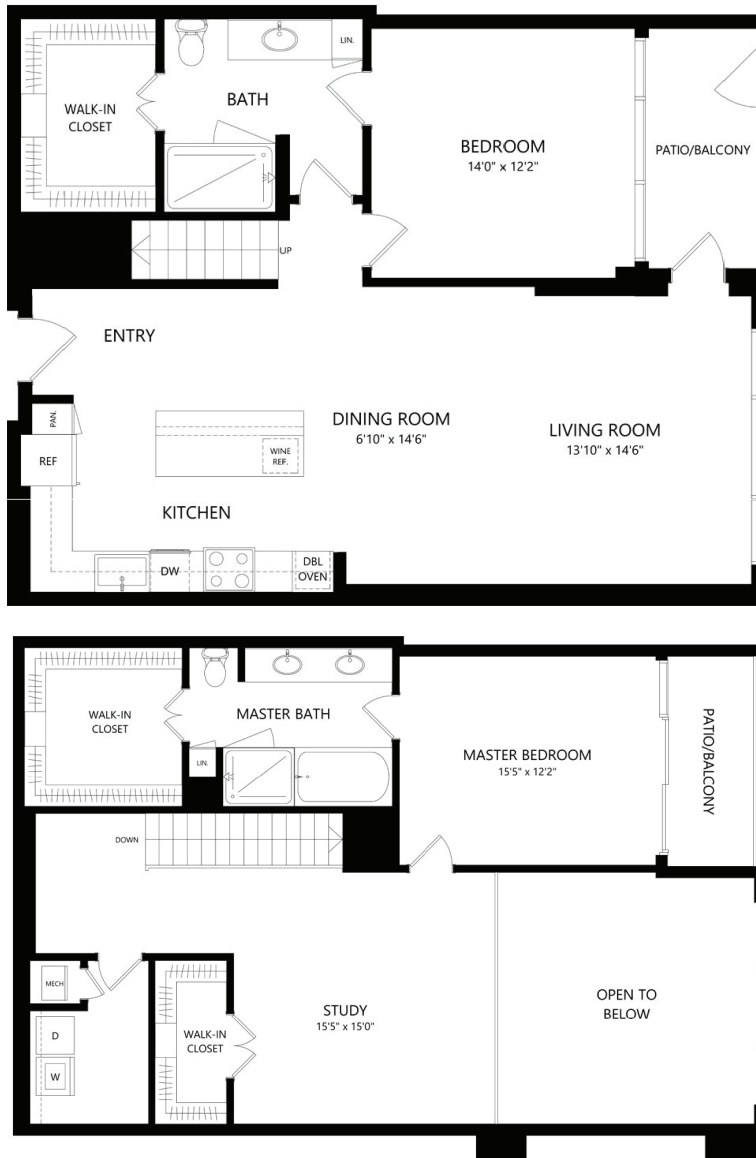 LIN.
WALK-IN
CLOSET
BATH
BEDROOM
14'0" x 12'2"
PATIO/BALCONY
UP
ENTRY
PAN.
REF
DINING ROOM
6'10" x 14'6"
LIVING ROOM
13'10" x 14'6"
WINE
REF.
KITCHEN
DW
DBL
OVEN
WALK-IN
CLOSET
MASTER BATH
LIN.
MASTER BEDROOM
15'5" x 12'2"
PATIO/BALCONY
DOWN
MECH
D
W
WALK-IN
CLOSET
STUDY
15'5" x 15'0"
OPEN TO
BELOW